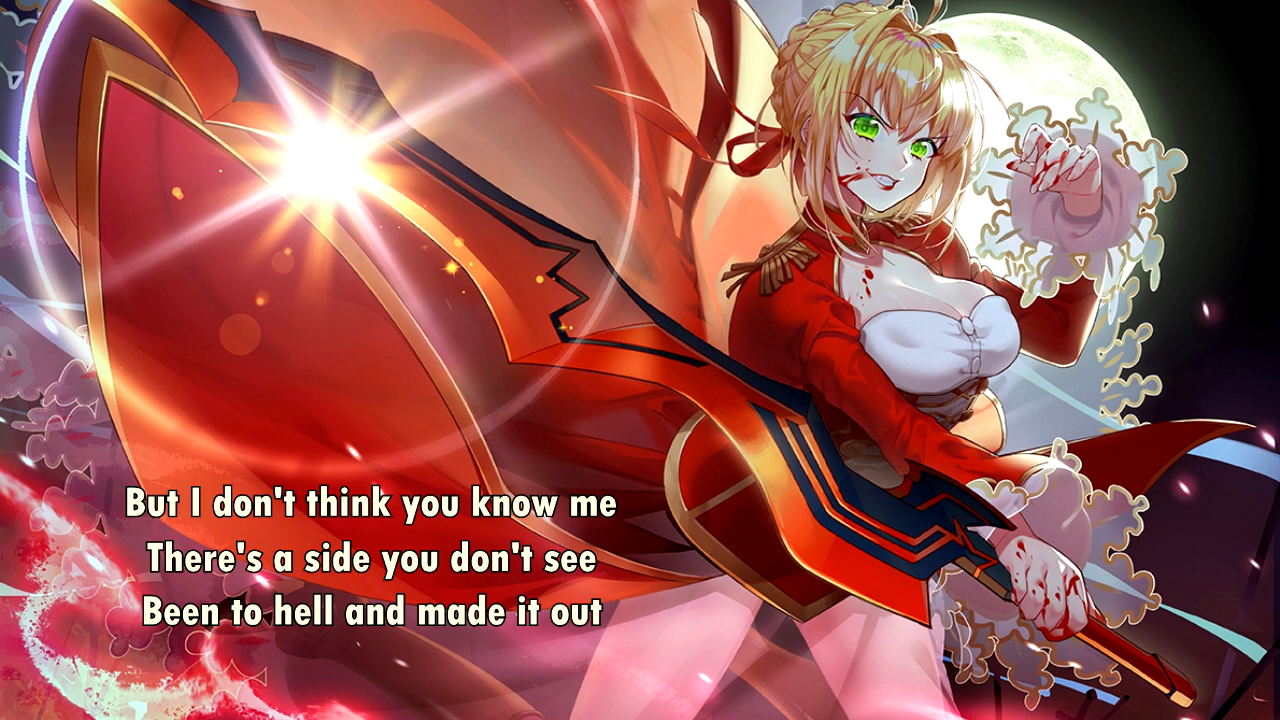 But I don't think you know me
There's a side you don't see
Been to hell and made it out